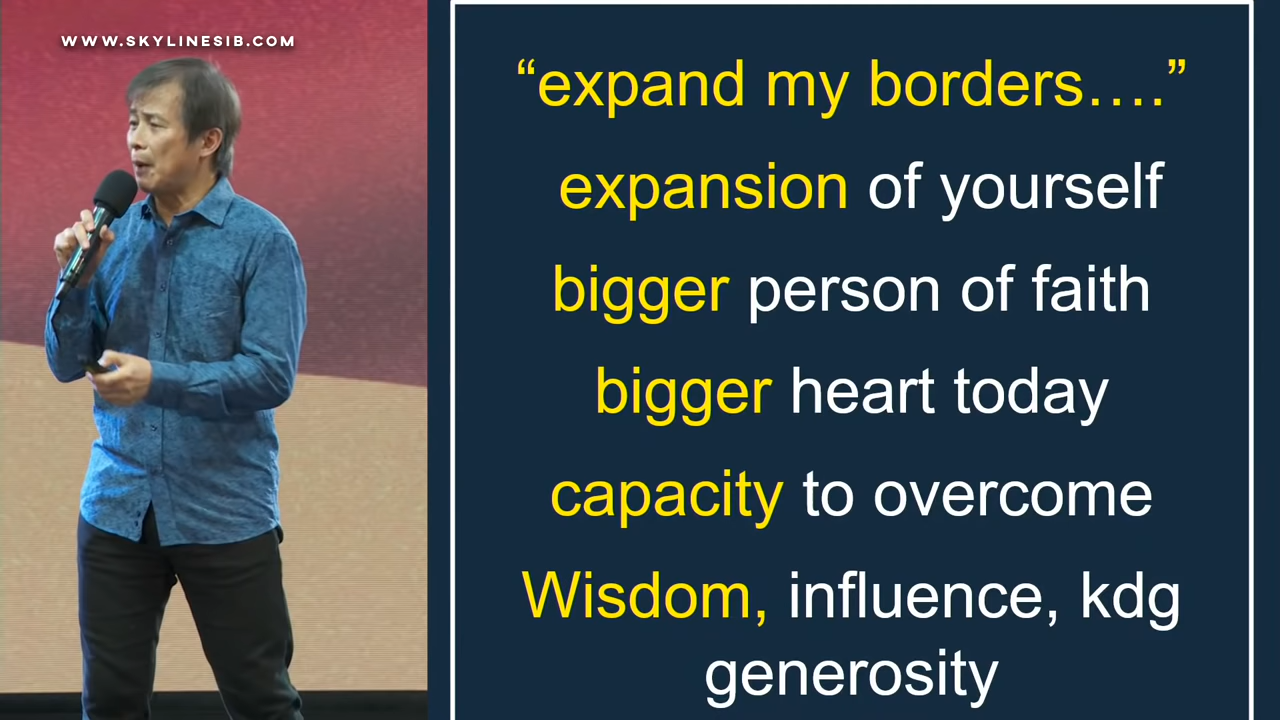 WWW.SKYLINESIB.COM
“expand my borders….”
expansion of yourself
bigger person of faith
bigger heart today
capacity to overcome
Wisdom, influence, kdg
generosity